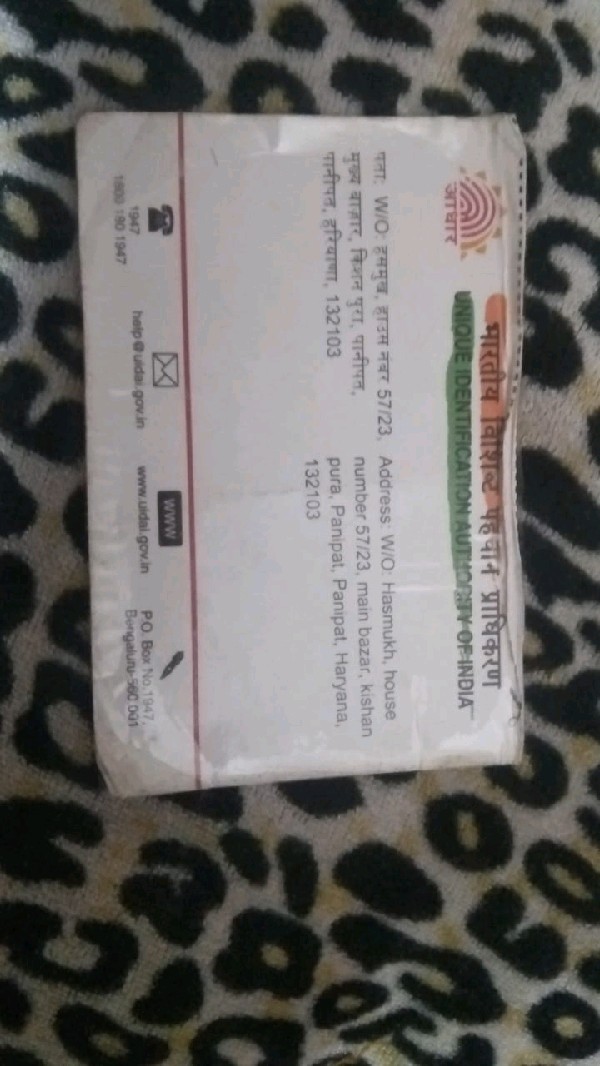 भारतीय विशिष्ट पहचान प्राधिकरण
UNIQUE IDENTIFICATION AUTHORITY OF INDIA
आधार
पता: W/O: हसमुख, हाउस नंबर 57/23,
मुख्य बाज़ार, किशन पुरा, पानीपत,
पानीपत, हरियाणा, 132103
Address: W/O: Hasmukh, house
number 57/23, main bazar, kishan
pura, Panipat, Panipat, Haryana,
132103
1947
1800 180 1947
help@uidai.gov.in
WWW
www.uidai.gov.in
P.O. Box No.1947,
Bengaluru-560 001